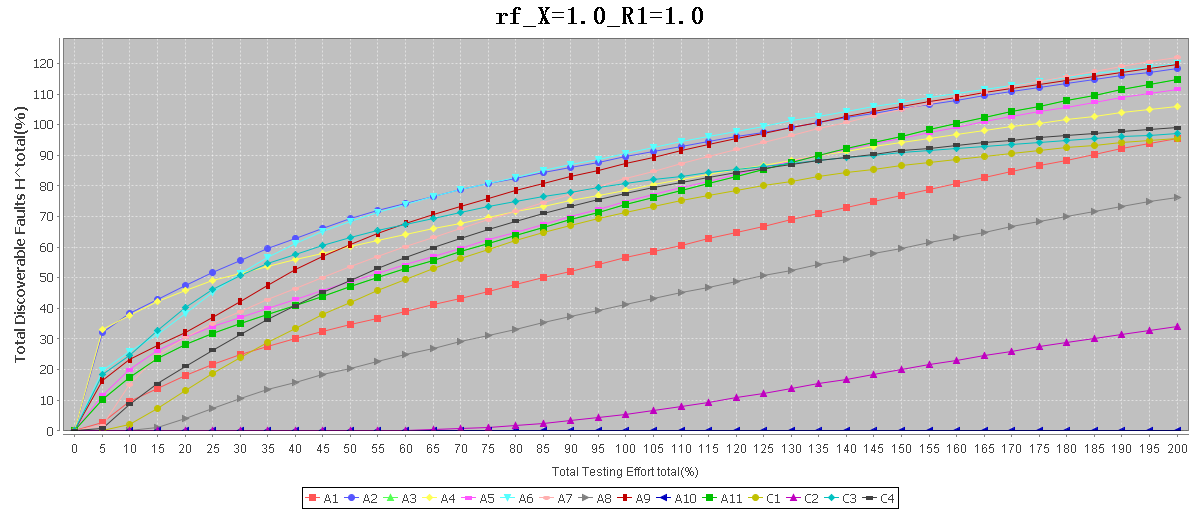 rf_X=1.0_R1=1.0
Total Discoverable Faults H^total(%)
120
110
100
90
80
70
60
50
40
30
20
10
0
0 5 10 15 20 25 30 35 40 45 50 55 60 65 70 75 80 85 90 95 100 105 110 115 120 125 130 135 140 145 150 155 160 165 170 175 180 185 190 195 200
Total Testing Effort total(%)
A1 A2 A3 A4 A5 A6 A7 A8 A9 A10 A11 C1 C2 C3 C4